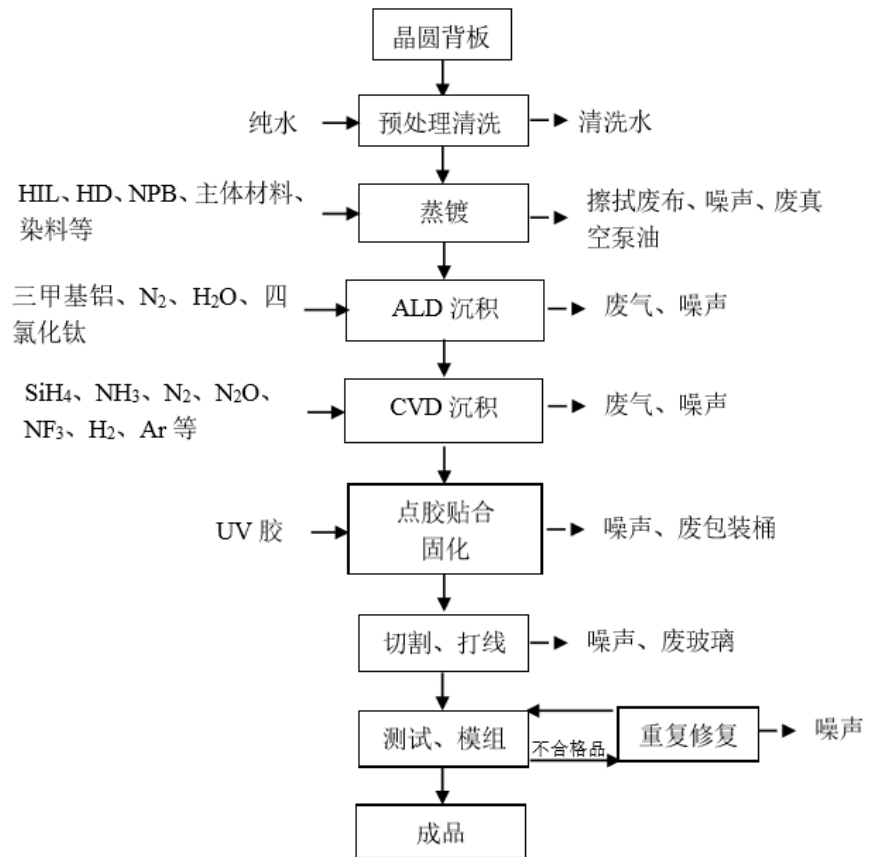 晶圆背板
纯水
预处理清洗
清洗水
HIL、HD、NPB、主体材料、
染料等
蒸镀
擦拭废布、噪声、废真
空泵油
三甲基铝、N₂、H₂O、四
氯化钛
ALD 沉积
废气、噪声
SiH₄、NH₃、N₂、N₂O、
NF₃、H₂、Ar 等
CVD 沉积
废气、噪声
UV 胶
点胶贴合
固化
噪声、废包装桶
切割、打线
噪声、废玻璃
测试、模组
不合格品
重复修复
噪声
成品